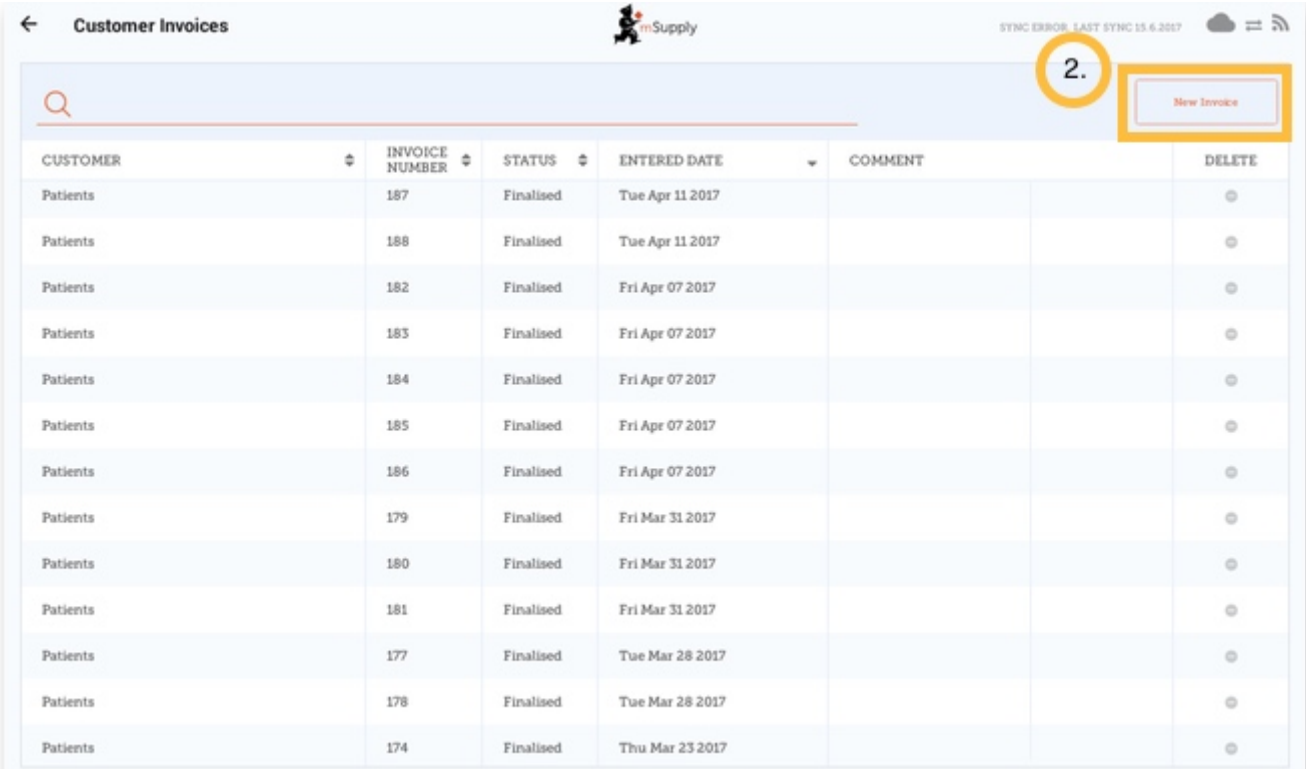 Customer Invoices mSupply SYNC ERROR. LAST SYNC 15.6.2017
2.
New Invoice
CUSTOMER INVOICE NUMBER STATUS ENTERED DATE COMMENT DELETE
Patients 187 Finalised Tue Apr 11 2017
Patients 188 Finalised Tue Apr 11 2017
Patients 182 Finalised Fri Apr 07 2017
Patients 183 Finalised Fri Apr 07 2017
Patients 184 Finalised Fri Apr 07 2017
Patients 185 Finalised Fri Apr 07 2017
Patients 186 Finalised Fri Apr 07 2017
Patients 179 Finalised Fri Mar 31 2017
Patients 180 Finalised Fri Mar 31 2017
Patients 181 Finalised Fri Mar 31 2017
Patients 177 Finalised Tue Mar 28 2017
Patients 178 Finalised Tue Mar 28 2017
Patients 174 Finalised Thu Mar 23 2017